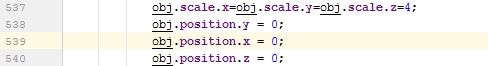 537 obj.scale.x=obj.scale.y=obj.scale.z=4;
538 obj.position.y = 0;
539 obj.position.x = 0;
540 obj.position.z = 0;